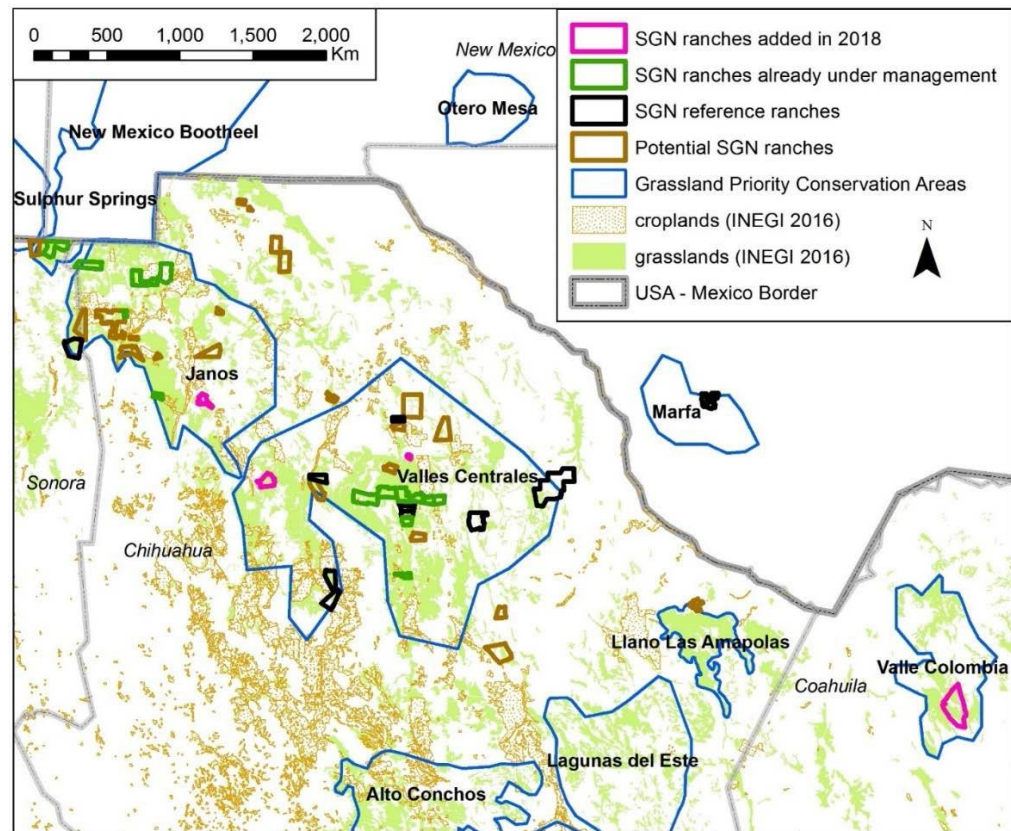 0 500 1,000 1,500 2,000
Km
New Mexico
SGN ranches added in 2018
SGN ranches already under management
SGN reference ranches
Potential SGN ranches
Grassland Priority Conservation Areas
croplands (INEGI 2016)
grasslands (INEGI 2016)
USA - Mexico Border
N
Otero Mesa
New Mexico Bootheel
Sulphur Springs
Janos
Marfa
Sonora
Valles Centrales
Chihuahua
Llano Las Amapolas
Valle Colombia
Coahuila
Lagunas del Este
Alto Conchos